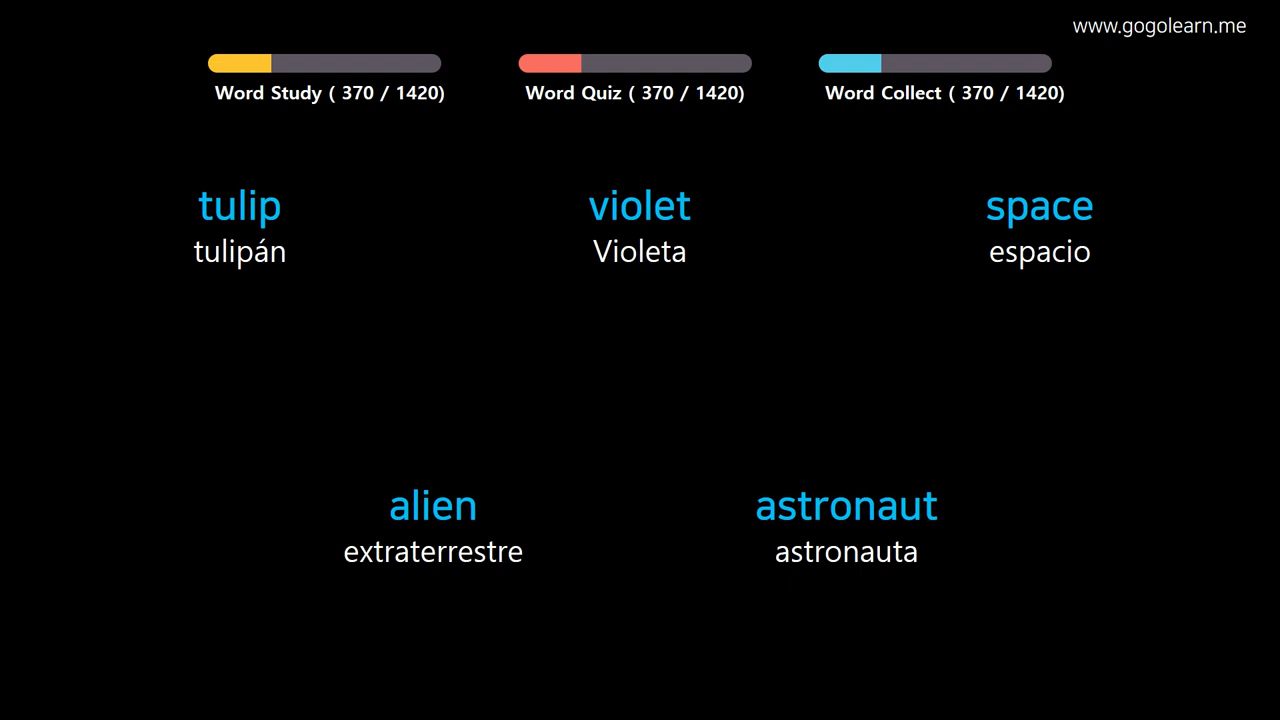 www.gogolearn.me
Word Study ( 370 / 1420)
Word Quiz ( 370 / 1420)
Word Collect ( 370 / 1420)
tulip
tulipán
violet
Violeta
space
espacio
alien
extraterrestre
astronaut
astronauta